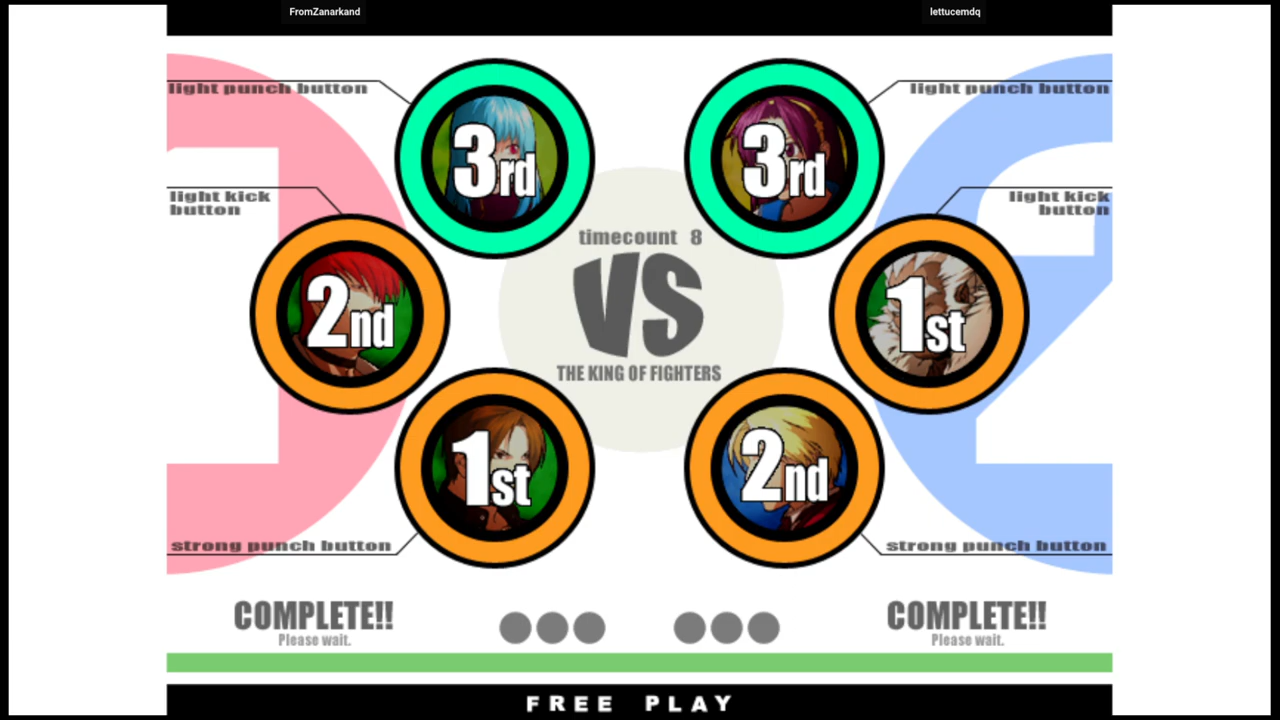 FromZanarkand
lettucemdq
light punch button
light punch button
3rd
3rd
light kick
button
light kick
button
timecount 8
VS
THE KING OF FIGHTERS
2nd
1st
1st
2nd
strong punch button
strong punch button
COMPLETE!!
Please wait.
COMPLETE!!
Please wait.
FREE PLAY